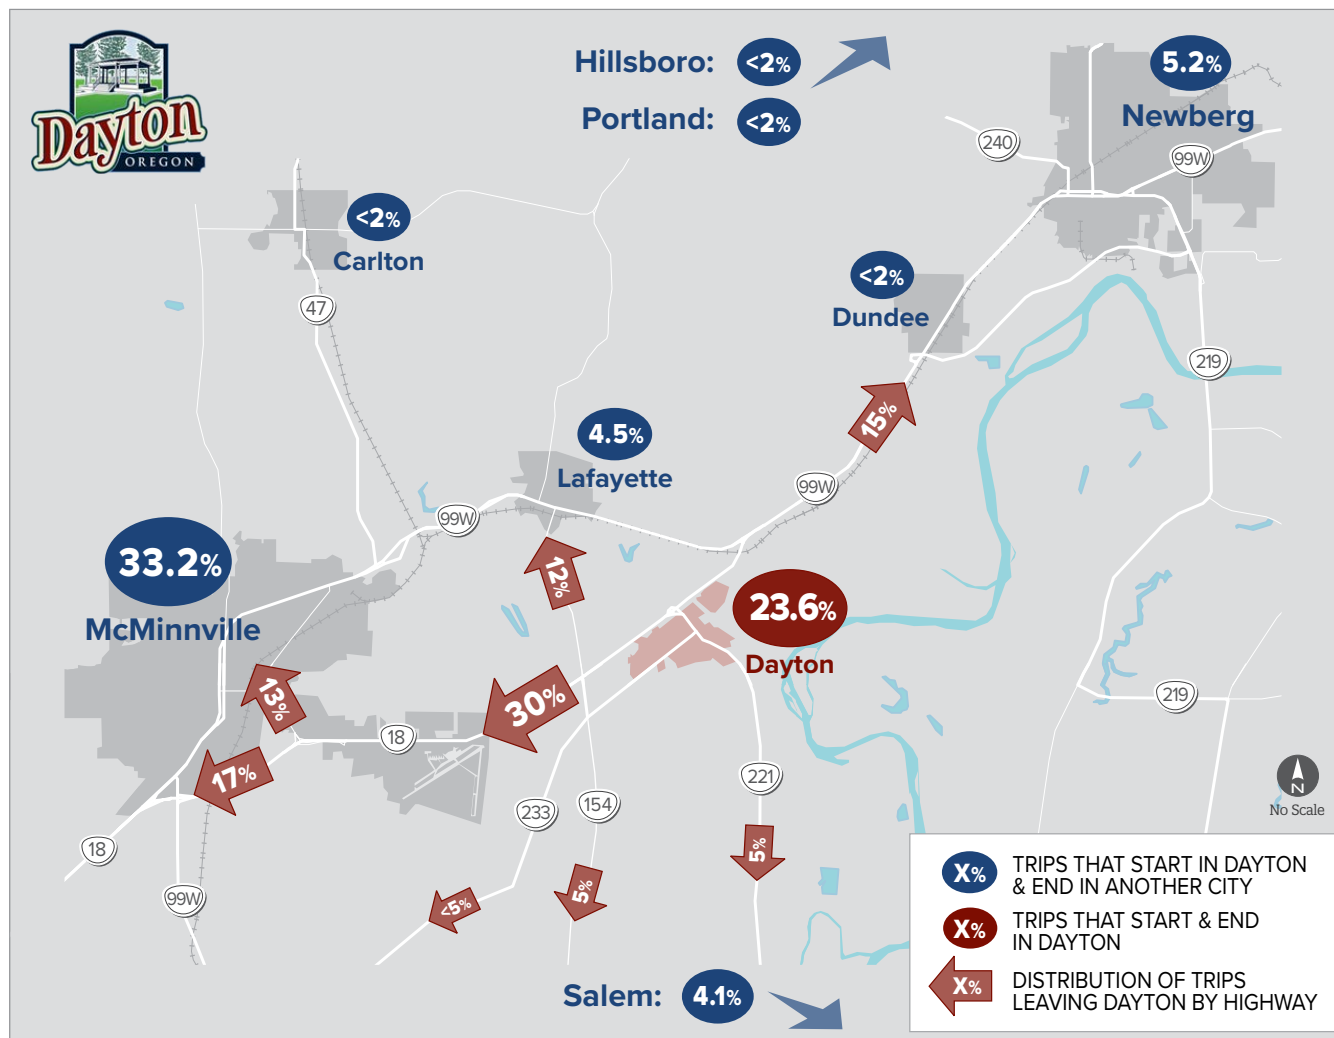 Dayton
OREGON
Hillsboro: <2%
Portland: <2%
5.2%
Newberg
240
99W
<2%
Carlton
47
<2%
Dundee
219
15%
4.5%
Lafayette
99W
99W
33.2%
McMinnville
12%
23.6%
Dayton
13%
30%
17%
18
219
221
233
154
18
99W
5%
5%
<5%
N
No Scale
Salem: 4.1%
X% TRIPS THAT START IN DAYTON
& END IN ANOTHER CITY
X% TRIPS THAT START & END
IN DAYTON
X% DISTRIBUTION OF TRIPS
LEAVING DAYTON BY HIGHWAY